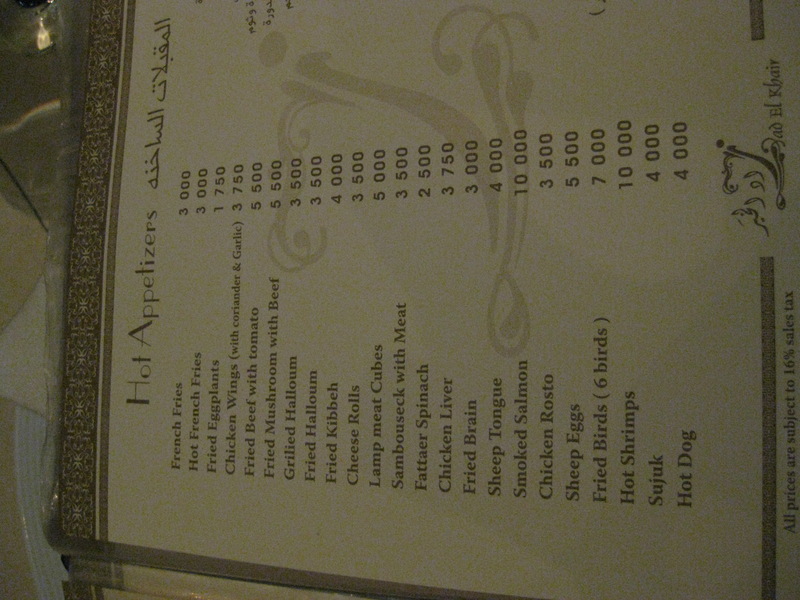 Hot Appetizers المقبلات الساخنه
French Fries 3 000
Hot French Fries 3 000
Fried Eggplants 1 750
Chicken Wings (with coriander & Garlic) 3 750
Fried Beef with tomato 5 500
Fried Mushroom with Beef 5 500
Grilied Halloum 3 500
Fried Halloum 3 500
Fried Kibbeh 4 000
Cheese Rolls 3 500
Lamp meat Cubes 5 000
Sambouseck with Meat 3 500
Fattaer Spinach 2 500
Chicken Liver 3 750
Fried Brain 3 000
Sheep Tongue 4 000
Smoked Salmon 10 000
Chicken Rosto 3 500
Sheep Eggs 5 500
Fried Birds ( 6 birds ) 7 000
Hot Shrimps 10 000
Sujuk 4 000
Hot Dog 4 000
Jad El Khair
All prices are subject to 16% sales tax